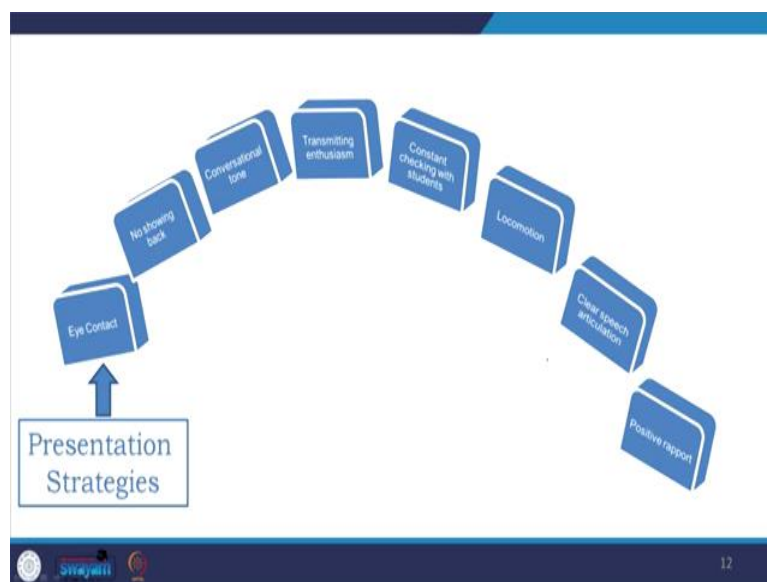 Eye Contact
No showing
back
Conversational
tone
Transmitting
enthusiasm
Constant
checking with
students
Locomotion
Clear speech
articulation
Positive rapport
Presentation
Strategies
swayam
12